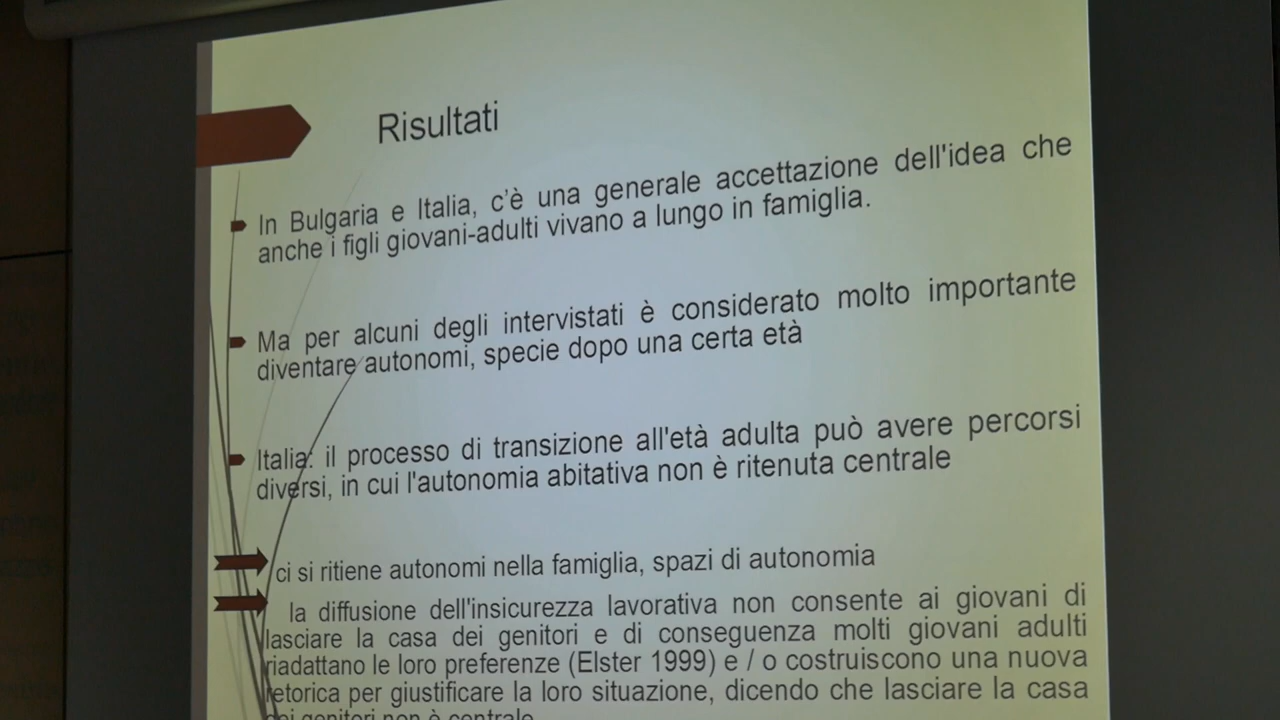 Risultati
In Bulgaria e Italia, c'è una generale accettazione dell'idea che
anche i figli giovani-adulti vivano a lungo in famiglia.
Ma per alcuni degli intervistati è considerato molto importante
diventare autonomi, specie dopo una certa età
Italia: il processo di transizione all'età adulta può avere percorsi
diversi, in cui l'autonomia abitativa non è ritenuta centrale
ci si ritiene autonomi nella famiglia, spazi di autonomia
la diffusione dell'insicurezza lavorativa non consente ai giovani di
lasciare la casa dei genitori e di conseguenza molti giovani adulti
riadattano le loro preferenze (Elster 1999) e / o costruiscono una nuova
retorica per giustificare la loro situazione, dicendo che lasciare la casa
dei genitori non è centrale